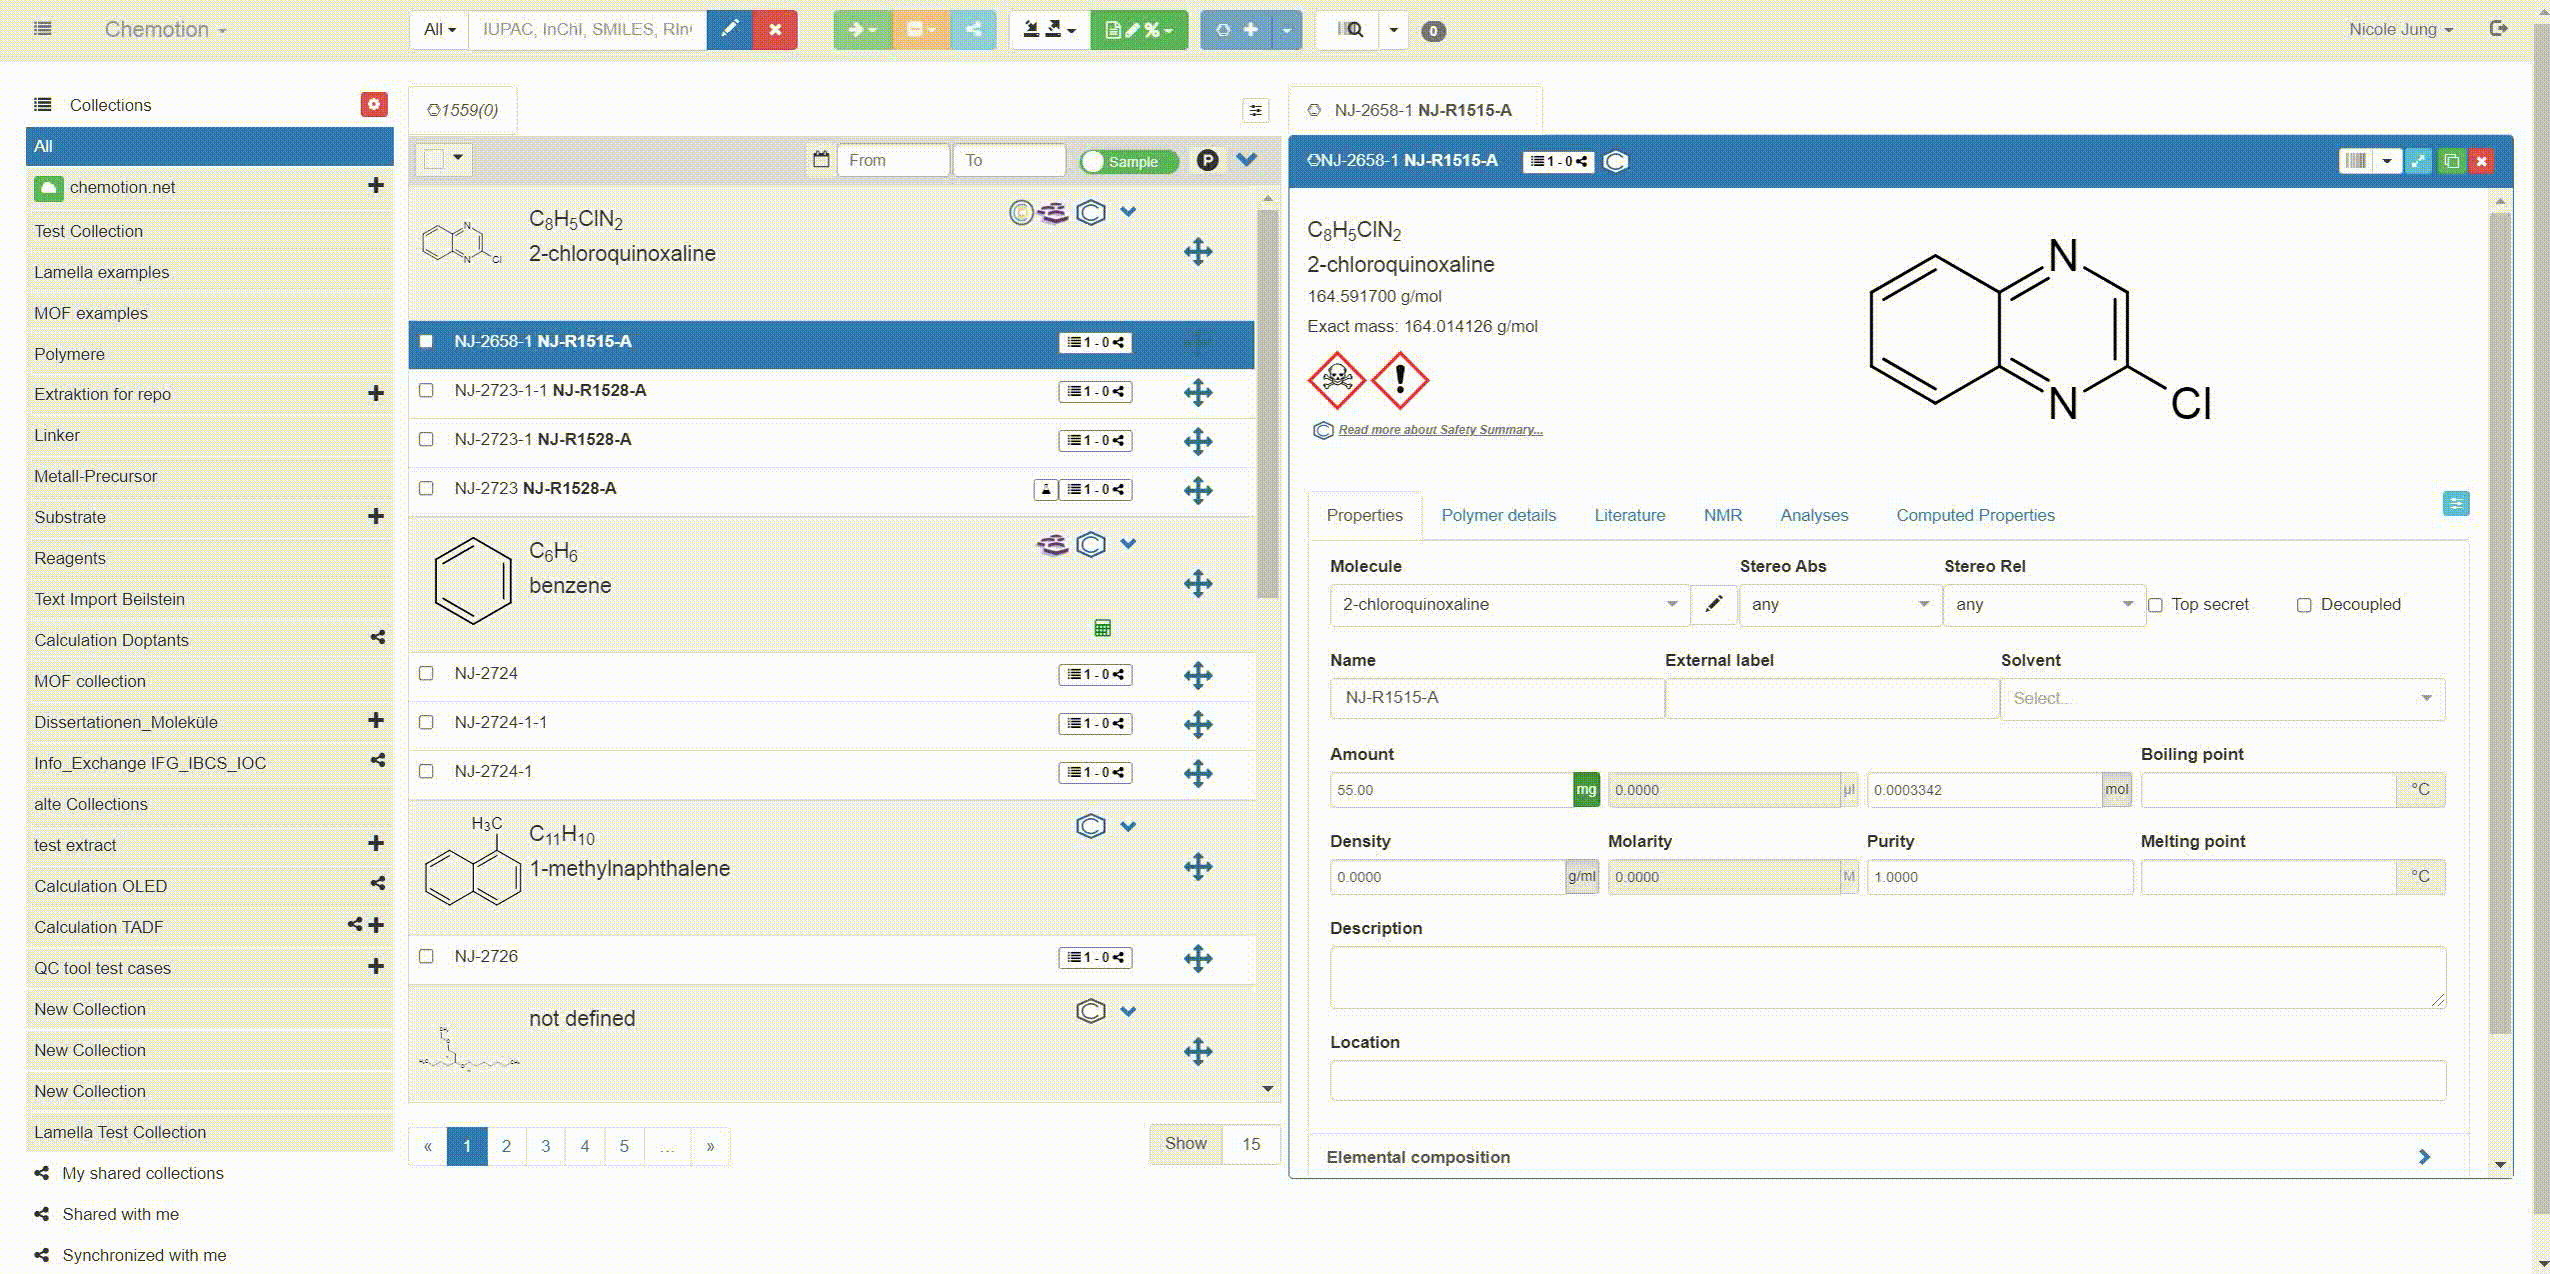 Chemotion
All
IUPAC, InChI, SMILES, RInC
0
Nicole Jung
Collections
All
chemotion.net
Test Collection
Lamella examples
MOF examples
Polymere
Extraktion for repo
Linker
Metall-Precursor
Substrate
Reagents
Text Import Beilstein
Calculation Doptants
MOF collection
Dissertationen_Moleküle
Info_Exchange IFG_IBCS_IOC
alte Collections
test extract
Calculation OLED
Calculation TADF
QC tool test cases
New Collection
New Collection
New Collection
Lamella Test Collection
My shared collections
Shared with me
Synchronized with me
1559(0)
From
To
Sample
P
C8H5ClN2
2-chloroquinoxaline
N
N
Cl
NJ-2658-1 NJ-R1515-A
1 - 0
NJ-2723-1-1 NJ-R1528-A
1 - 0
NJ-2723-1 NJ-R1528-A
1 - 0
NJ-2723 NJ-R1528-A
1 - 0
C6H6
benzene
NJ-2724
1 - 0
NJ-2724-1-1
1 - 0
NJ-2724-1
1 - 0
H3C
C11H10
1-methylnaphthalene
NJ-2726
1 - 0
not defined
«
1
2
3
4
5
...
»
Show
15
NJ-2658-1 NJ-R1515-A
NJ-2658-1 NJ-R1515-A
1 - 0
C8H5ClN2
2-chloroquinoxaline
164.591700 g/mol
Exact mass: 164.014126 g/mol
Read more about Safety Summary...
N
N
Cl
Properties
Polymer details
Literature
NMR
Analyses
Computed Properties
Molecule
Stereo Abs
Stereo Rel
2-chloroquinoxaline
any
any
Top secret
Decoupled
Name
External label
Solvent
NJ-R1515-A
Select...
Amount
Boiling point
55.00
mg
0.0000
µl
0.0003342
mol
°C
Density
Molarity
Purity
Melting point
0.0000
g/ml
0.0000
M
1.0000
°C
Description
Location
Elemental composition